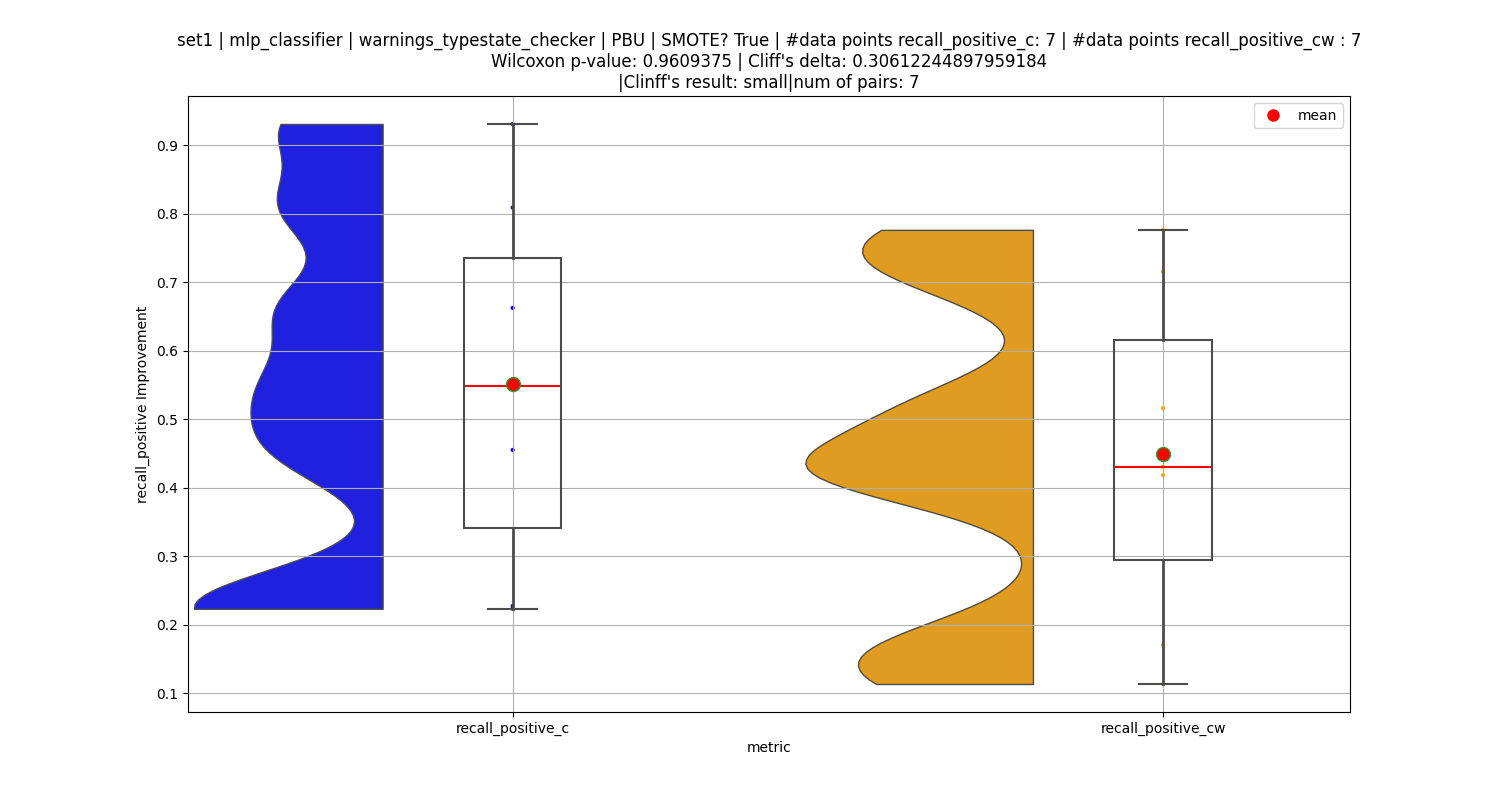 set1 | mlp_classifier | warnings_typestate_checker | PBU | SMOTE? True | #data points recall_positive_c: 7 | #data points recall_positive_cw : 7
Wilcoxon p-value: 0.9609375 | Cliff's delta: 0.30612244897959184
|Clinff's result: small|num of pairs: 7
mean
0.9
0.8
0.7
0.6
0.5
0.4
0.3
0.2
0.1
recall_positive Improvement
recall_positive_c
recall_positive_cw
metric